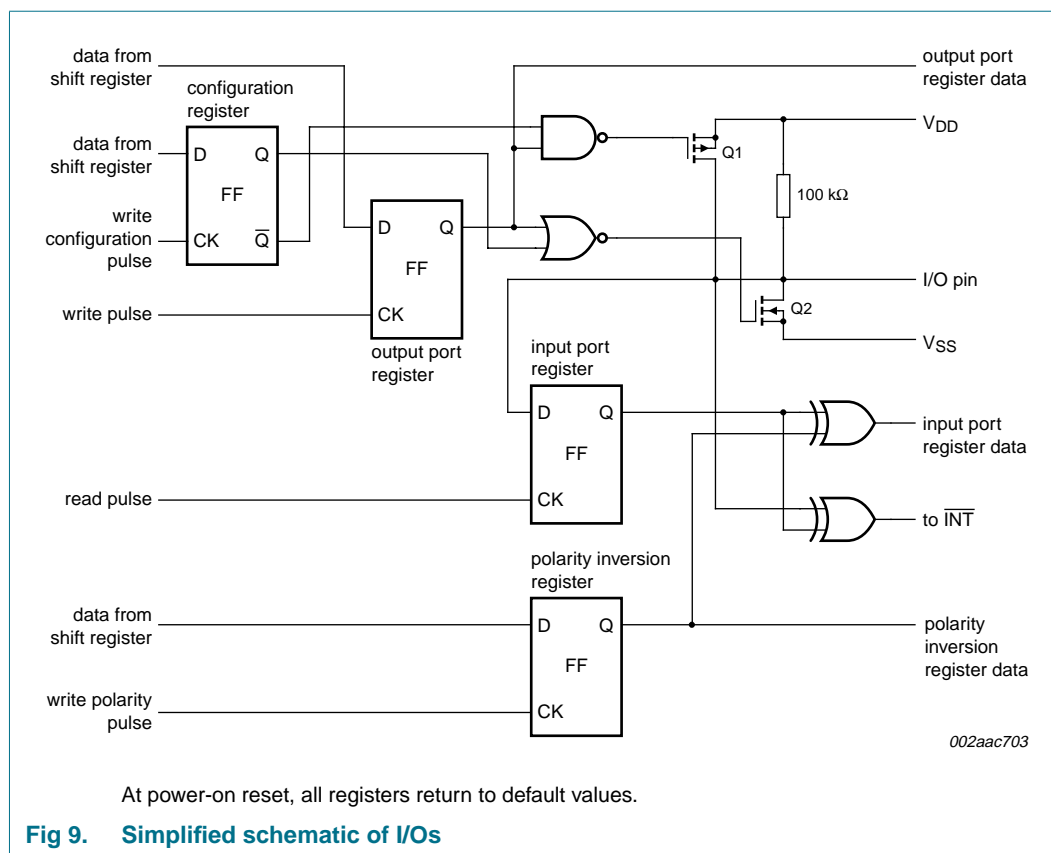 data from
shift register
configuration
register
output port
register data
data from
shift register
D
Q
FF
CK
Q̅
write
configuration
pulse
D
Q
FF
CK
output port
register
write pulse
Q1
VDD
100 kΩ
I/O pin
Q2
VSS
input port
register
D
Q
FF
CK
read pulse
input port
register data
to I̅N̅T̅
polarity inversion
register
data from
shift register
D
Q
FF
CK
write polarity
pulse
polarity
inversion
register data
002aac703
At power-on reset, all registers return to default values.
Fig 9. Simplified schematic of I/Os